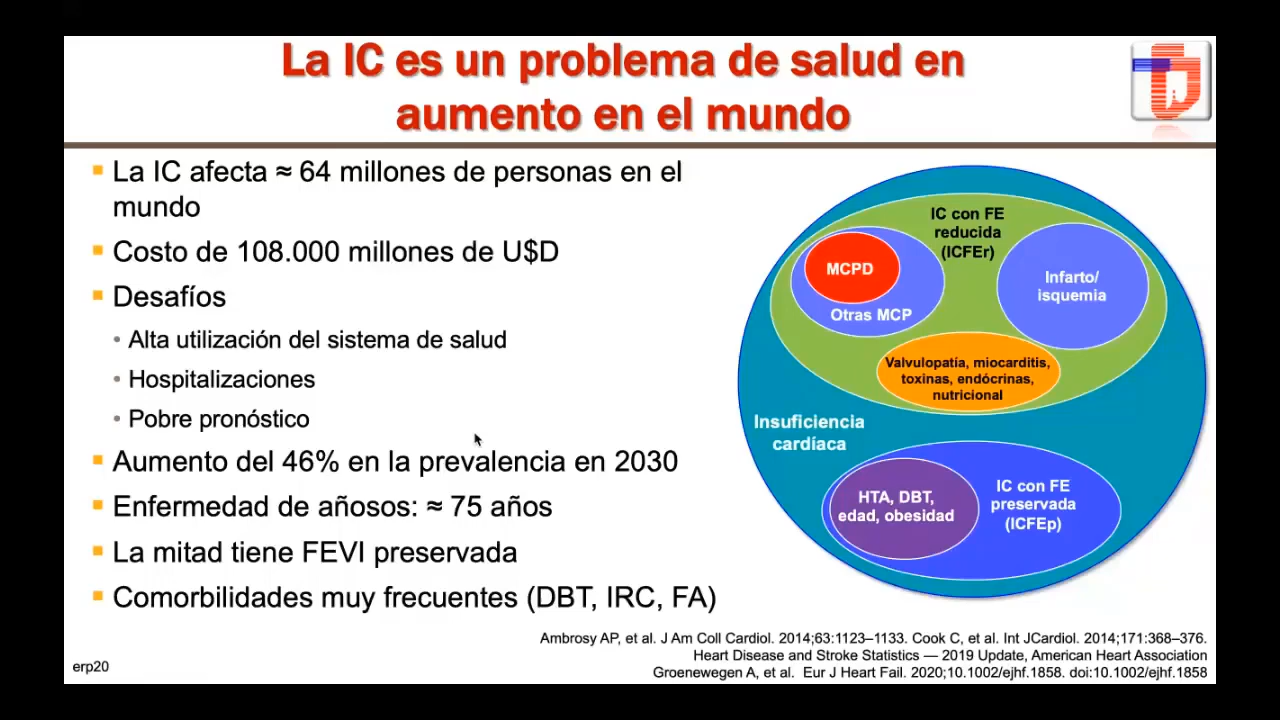 La IC es un problema de salud en
aumento en el mundo
La IC afecta ≈ 64 millones de personas en el
mundo
Costo de 108.000 millones de U$D
Desafíos
Alta utilización del sistema de salud
Hospitalizaciones
Pobre pronóstico
Aumento del 46% en la prevalencia en 2030
Enfermedad de añosos: ≈ 75 años
La mitad tiene FEVI preservada
Comorbilidades muy frecuentes (DBT, IRC, FA)
IC con FE
reducida
(ICFEr)
MCPD
Otras MCP
Infarto/
isquemia
Valvulopatía, miocarditis,
toxinas, endócrinas,
nutricional
Insuficiencia
cardíaca
HTA, DBT,
edad, obesidad
IC con FE
preservada
(ICFEp)
Ambrosy AP, et al. J Am Coll Cardiol. 2014;63:1123–1133. Cook C, et al. Int JCardiol. 2014;171:368–376.
Heart Disease and Stroke Statistics — 2019 Update, American Heart Association
Groenewegen A, et al. Eur J Heart Fail. 2020;10.1002/ejhf.1858. doi:10.1002/ejhf.1858
erp20